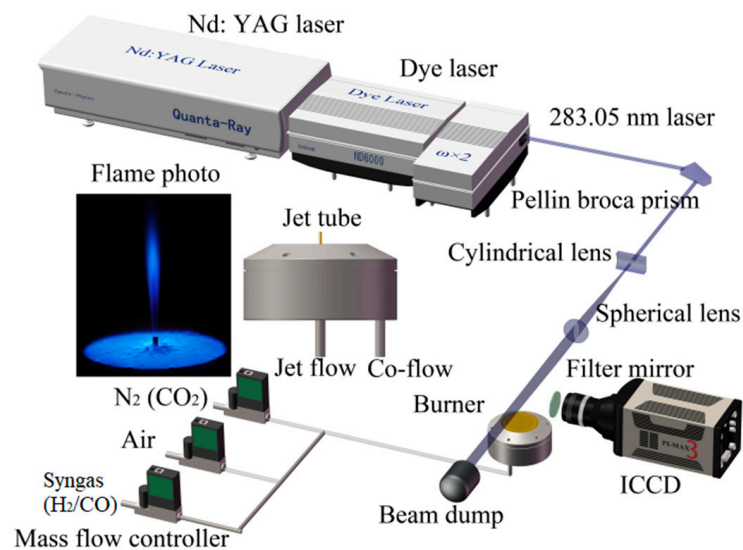 Nd: YAG laser
Nd:YAG Laser
Quanta-Ray
Dye laser
Dye Laser
ND6000
ω×2
283.05 nm laser
Pellin broca prism
Flame photo
Jet tube
Cylindrical lens
Spherical lens
Jet flow Co-flow
Filter mirror
N2 (CO2)
Burner
Air
PI-MAX
3
Syngas
(H2/CO)
ICCD
Beam dump
Mass flow controller